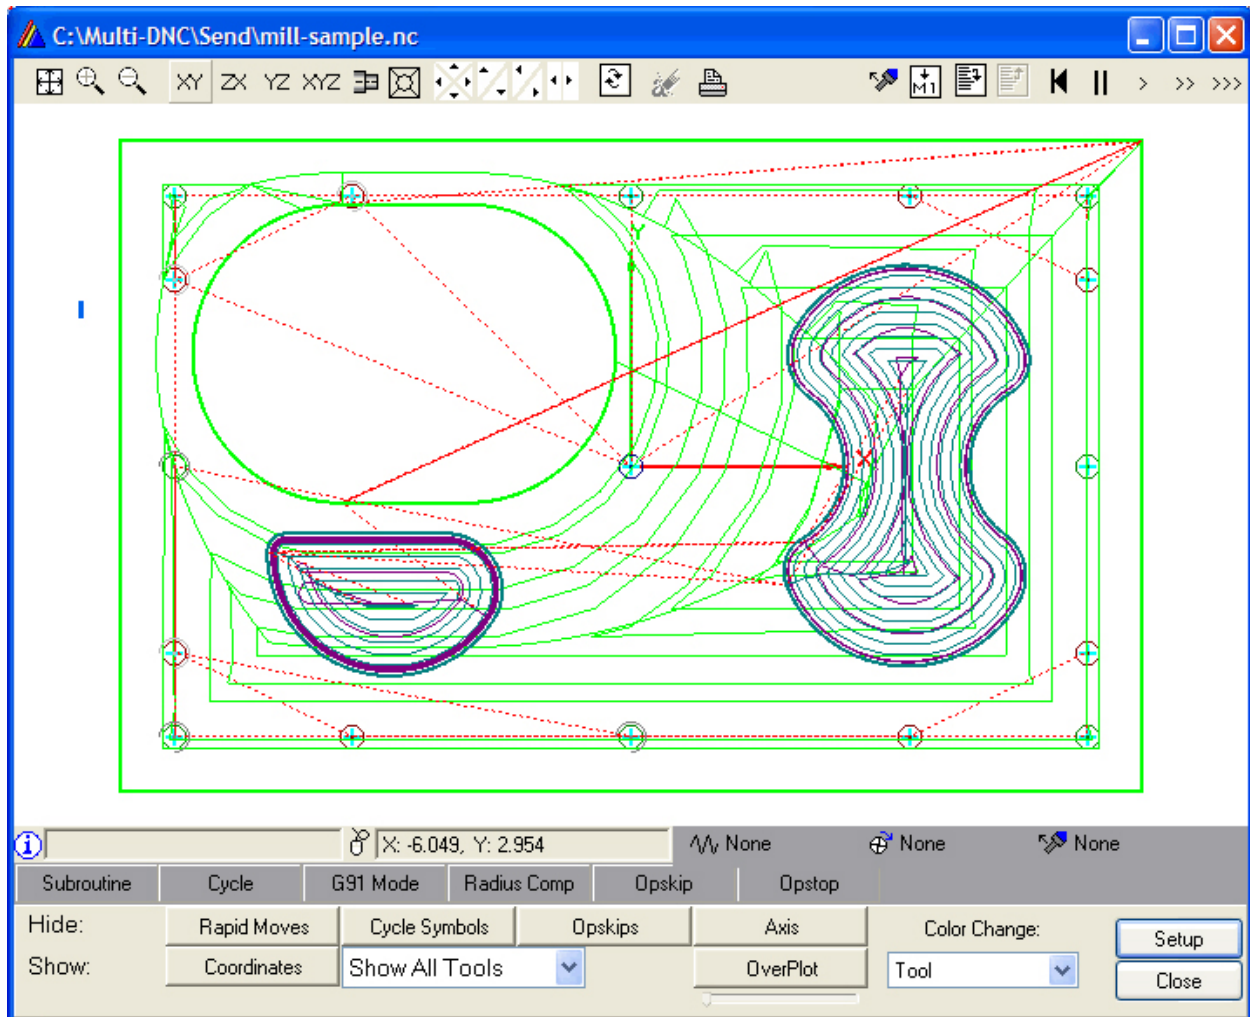 C:\Multi-DNC\Send\mill-sample.nc
XY ZX YZ XYZ M1 > >> >>>
Y
X
X: -6.049, Y: 2.954 None None None
Subroutine Cycle G91 Mode Radius Comp Opskip Opstop
Hide: Rapid Moves Cycle Symbols Opskips Axis Color Change: Setup
Show: Coordinates Show All Tools OverPlot Tool Close